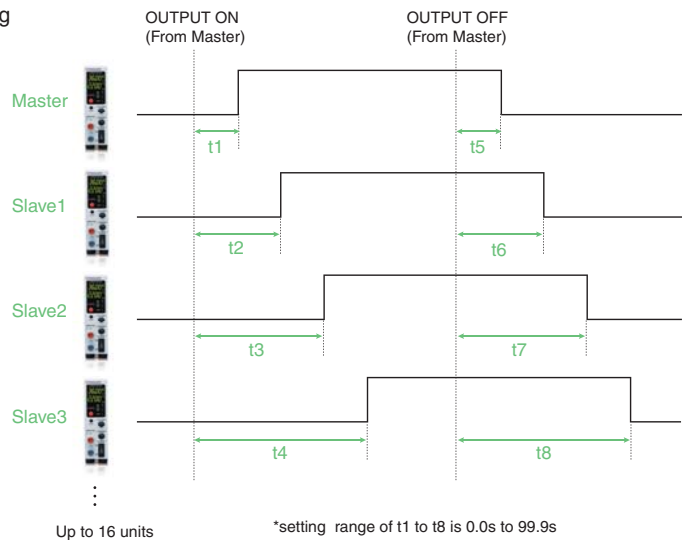 g
OUTPUT ON
(From Master)
OUTPUT OFF
(From Master)
Master
t1
t5
Slave1
t2
t6
Slave2
t3
t7
Slave3
t4
t8
Up to 16 units
*setting range of t1 to t8 is 0.0s to 99.9s